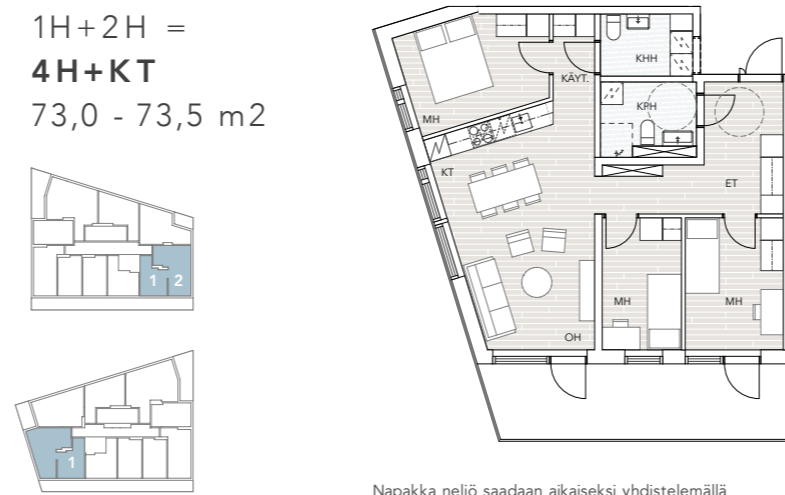 1H+2H =
4H+KT
73,0 - 73,5 m2
1 2
1
KHH
KÄYT.
MH
KPH
KT
ET
MH
MH
OH
Napakka neliö saadaan aikaiseksi yhdistelemällä